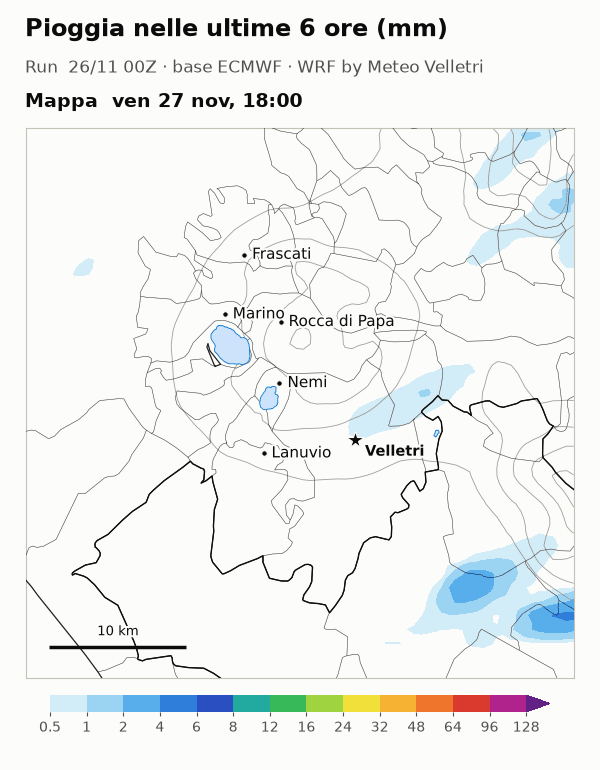 Pioggia nelle ultime 6 ore (mm)
Run  26/11 00Z · base ECMWF · WRF by Meteo Velletri
Mappa  ven 27 nov, 18:00
Frascati
Marino
Rocca di Papa
Nemi
Velletri
Lanuvio
10 km
0.5 1 2 4 6 8 12 16 24 32 48 64 96 128